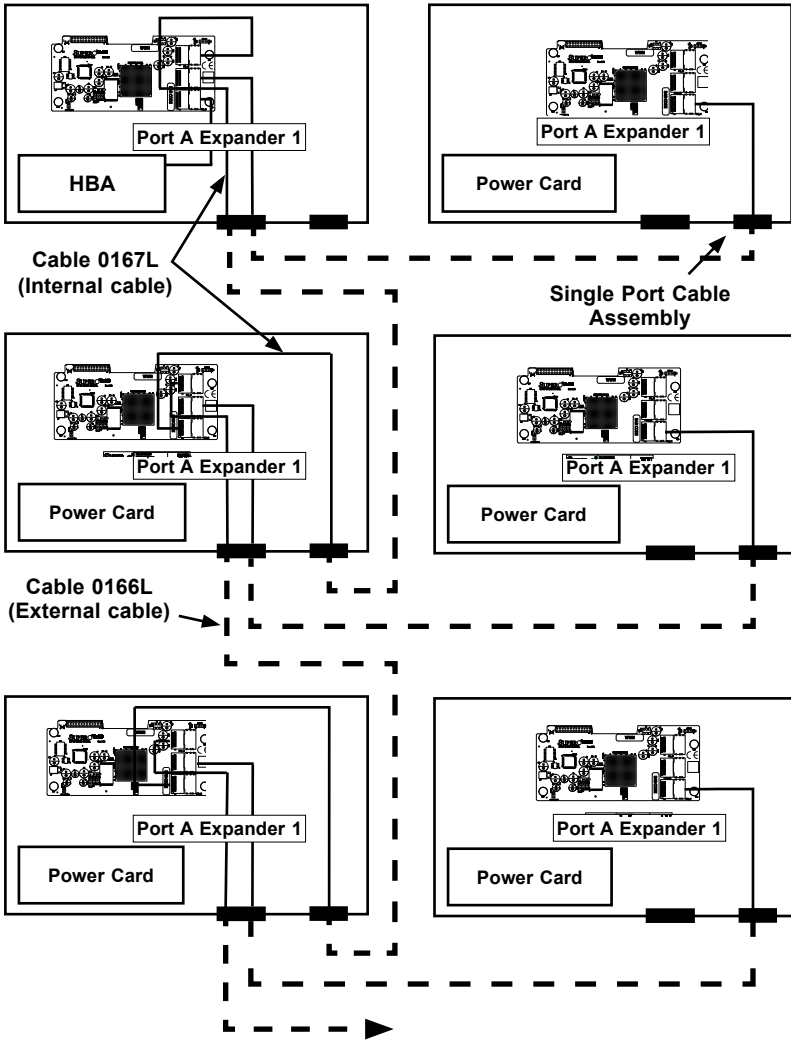 Port A Expander 1
HBA
Port A Expander 1
Power Card
Cable 0167L
(Internal cable)
Single Port Cable
Assembly
Port A Expander 1
Power Card
Port A Expander 1
Power Card
Cable 0166L
(External cable)
Port A Expander 1
Power Card
Port A Expander 1
Power Card